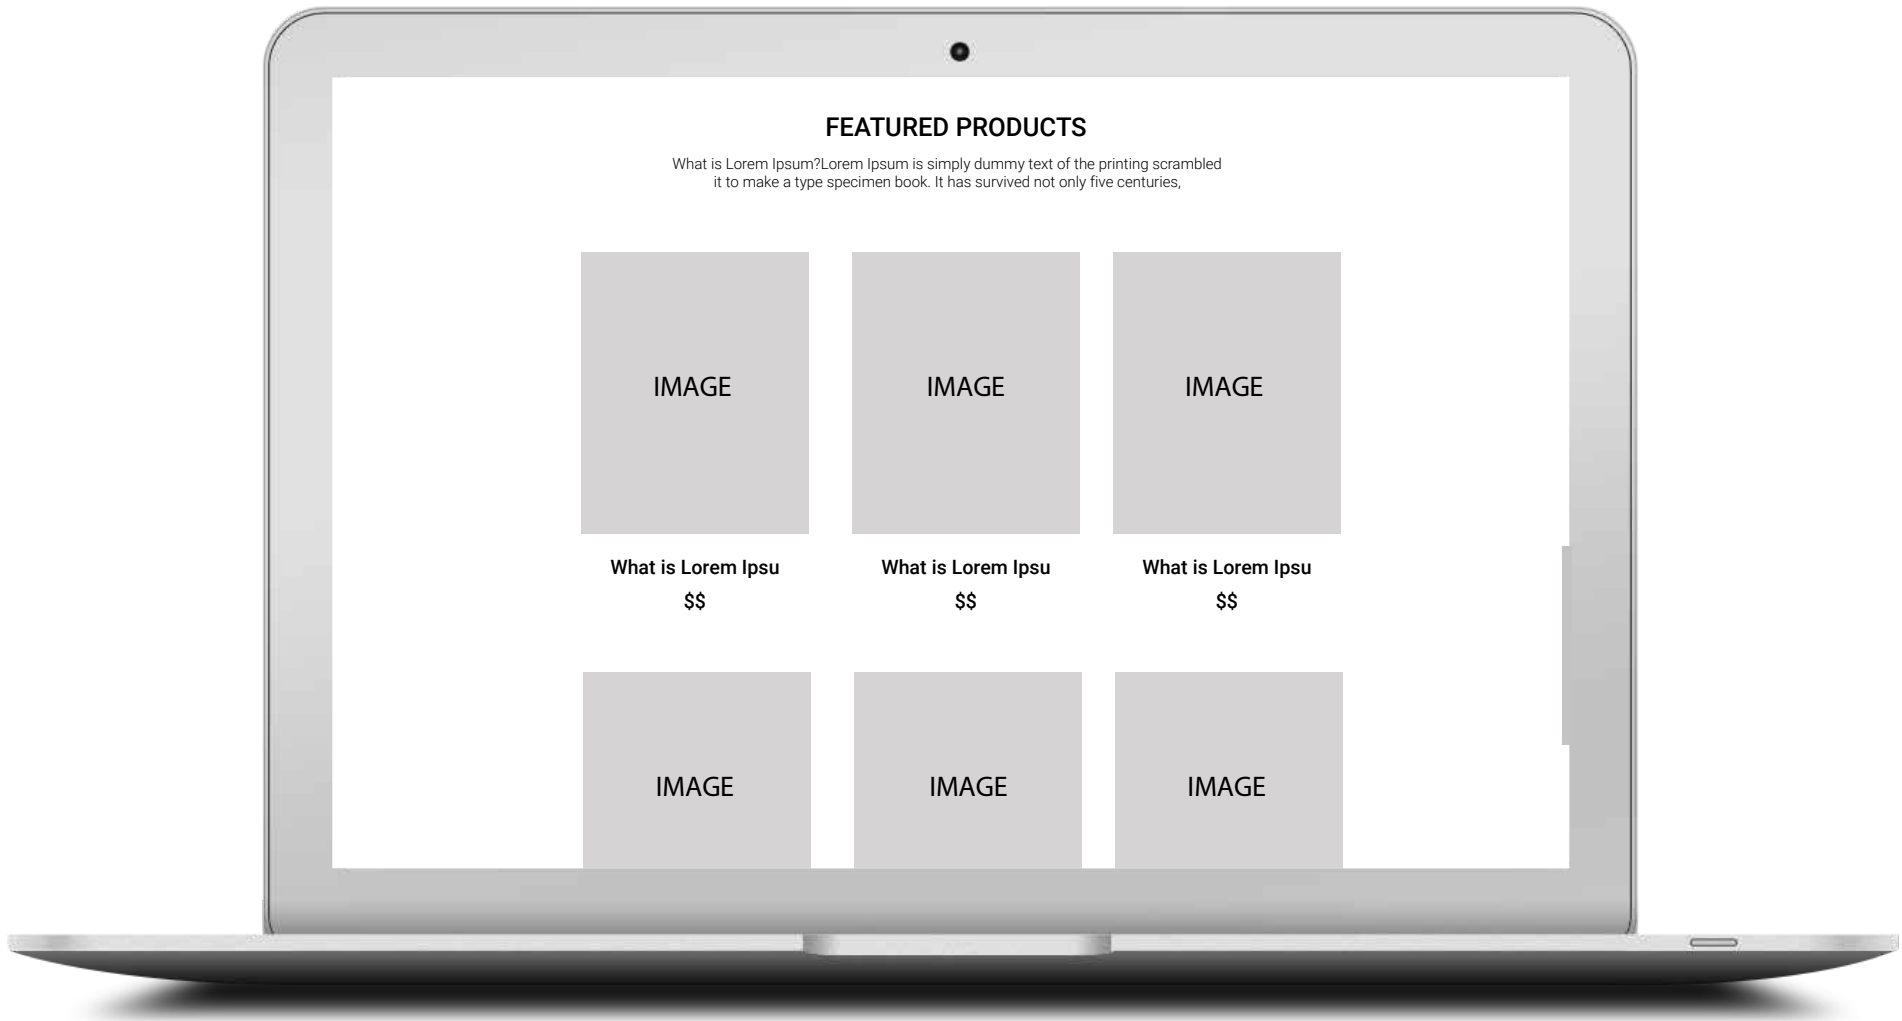 FEATURED PRODUCTS
What is Lorem Ipsum?Lorem Ipsum is simply dummy text of the printing scrambled
it to make a type specimen book. It has survived not only five centuries,
IMAGE
IMAGE
IMAGE
What is Lorem Ipsu
What is Lorem Ipsu
What is Lorem Ipsu
$$
$$
$$
IMAGE
IMAGE
IMAGE